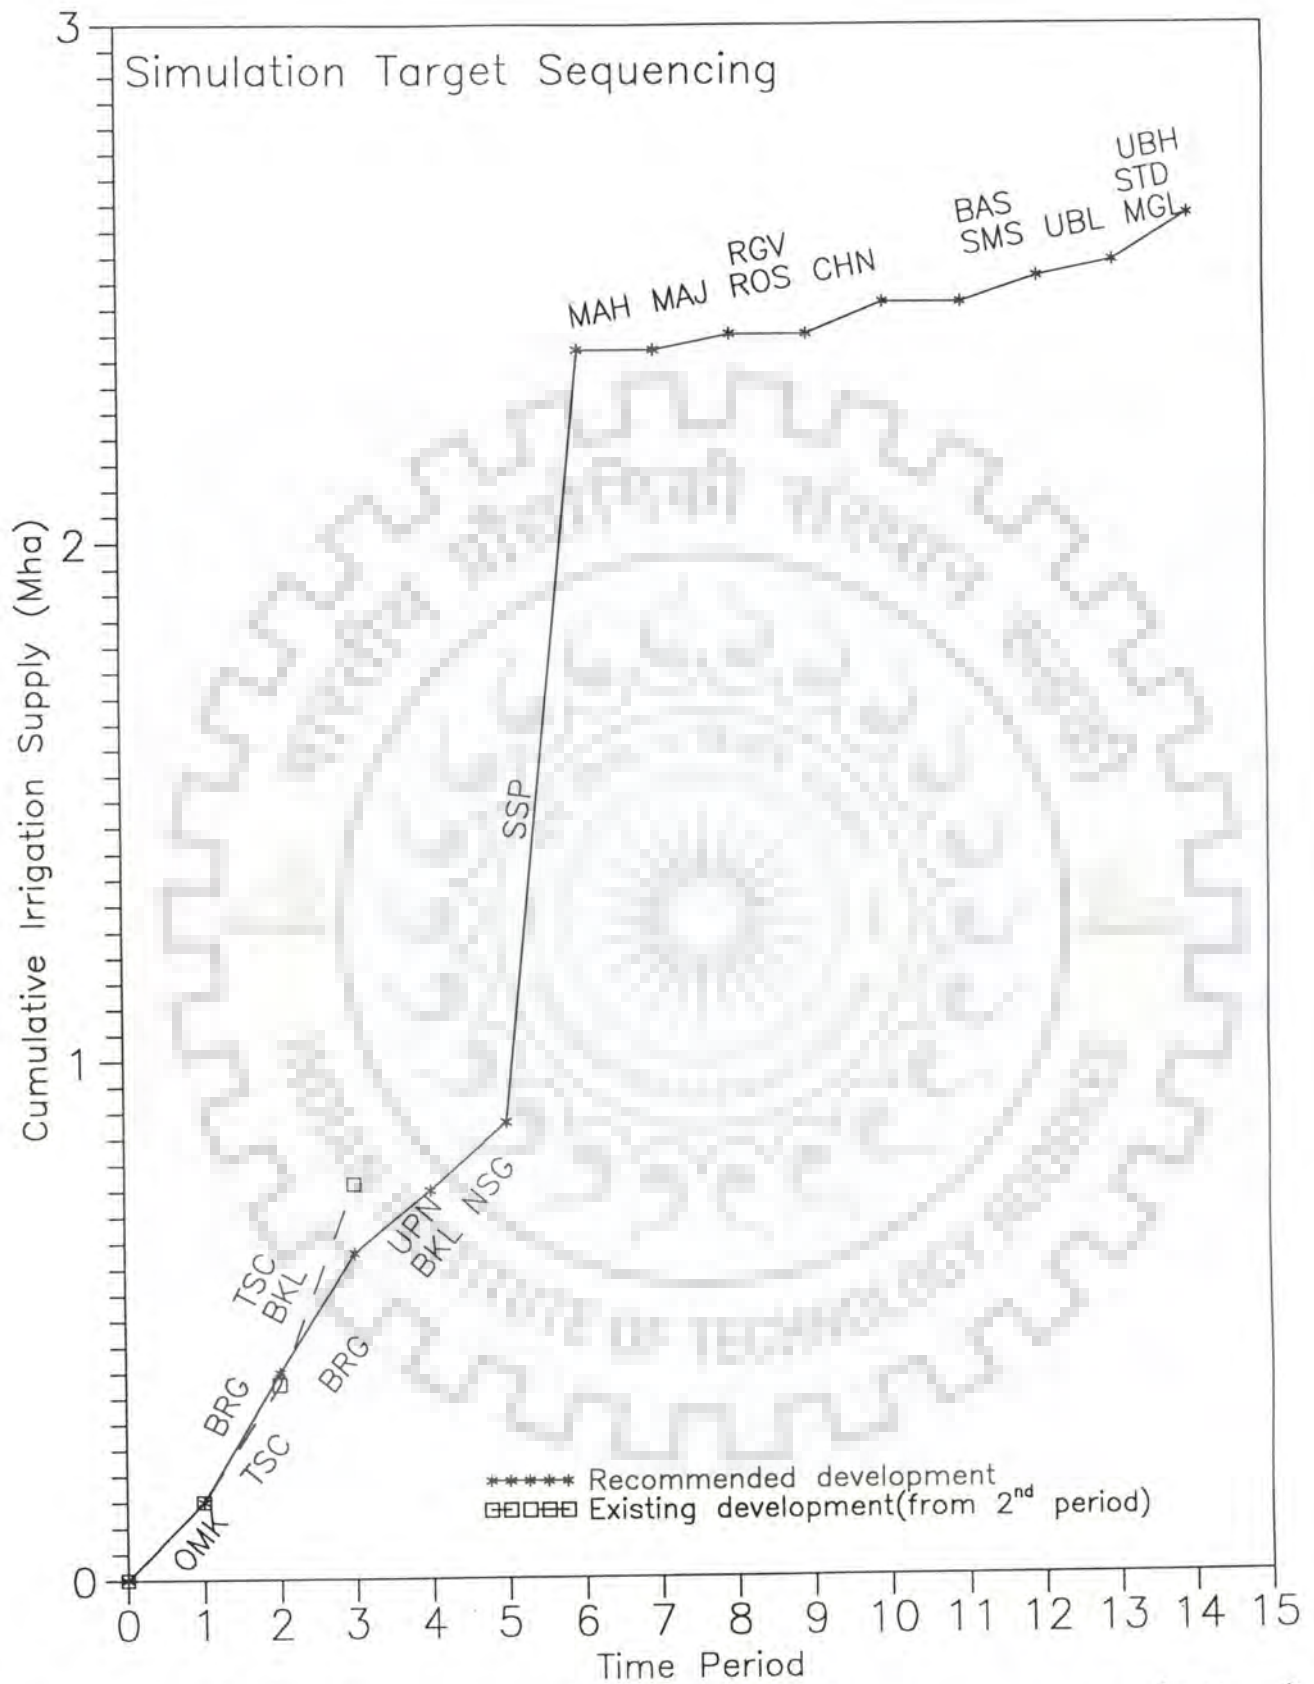 3
Simulation Target Sequencing
UBH
STD
MGL
BAS
SMS UBL
RGV
MAH MAJ ROS CHN
2
Cumulative Irrigation Supply (Mha)
SSP
1
NSG
UPN
BKL
TSC
BKL
BRG
BRG
TSC
OMK
Recommended development
Existing development(from 2nd period)
0
0 1 2 3 4 5 6 7 8 9 10 11 12 13 14 15
Time Period
OF TECHNOLOGY